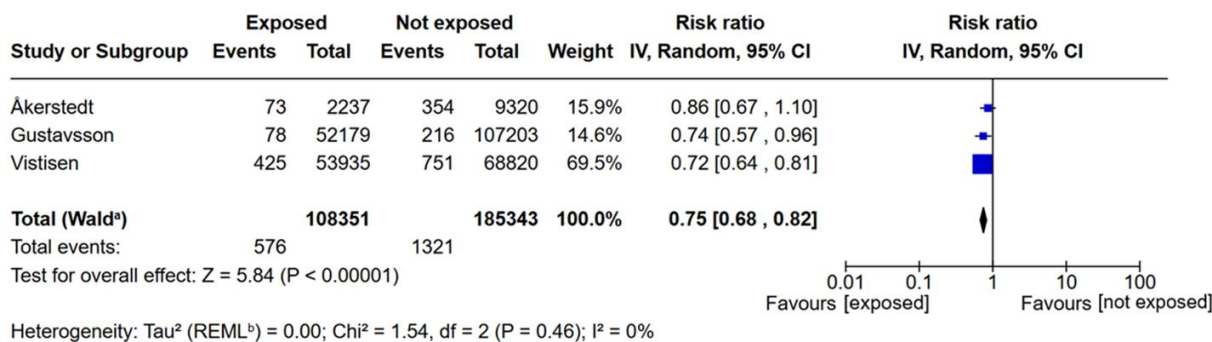 Exposed Not exposed Risk ratio Risk ratio
Study or Subgroup Events Total Events Total Weight IV, Random, 95% CI IV, Random, 95% CI
Åkerstedt 73 2237 354 9320 15.9% 0.86 [0.67 , 1.10]
Gustavsson 78 52179 216 107203 14.6% 0.74 [0.57 , 0.96]
Vistisen 425 53935 751 68820 69.5% 0.72 [0.64 , 0.81]
Total (Waldᵃ) 108351 185343 100.0% 0.75 [0.68 , 0.82]
Total events: 576 1321
Test for overall effect: Z = 5.84 (P < 0.00001)
0.01 0.1 1 10 100
Favours [exposed] Favours [not exposed]
Heterogeneity: Tau² (REMLᵇ) = 0.00; Chi² = 1.54, df = 2 (P = 0.46); I² = 0%